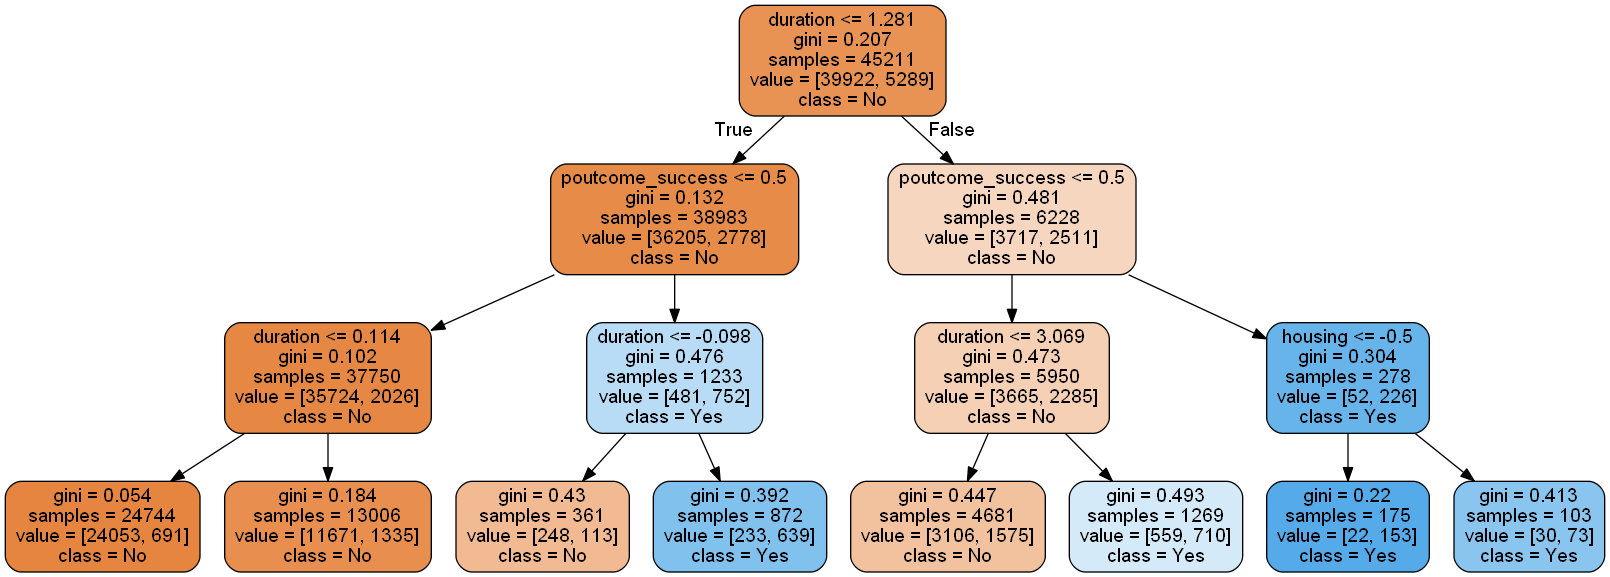 duration <= 1.281
gini = 0.207
samples = 45211
value = [39922, 5289]
class = No
True
False
poutcome_success <= 0.5
gini = 0.132
samples = 38983
value = [36205, 2778]
class = No
poutcome_success <= 0.5
gini = 0.481
samples = 6228
value = [3717, 2511]
class = No
duration <= 0.114
gini = 0.102
samples = 37750
value = [35724, 2026]
class = No
duration <= -0.098
gini = 0.476
samples = 1233
value = [481, 752]
class = Yes
duration <= 3.069
gini = 0.473
samples = 5950
value = [3665, 2285]
class = No
housing <= -0.5
gini = 0.304
samples = 278
value = [52, 226]
class = Yes
gini = 0.054
samples = 24744
value = [24053, 691]
class = No
gini = 0.184
samples = 13006
value = [11671, 1335]
class = No
gini = 0.43
samples = 361
value = [248, 113]
class = No
gini = 0.392
samples = 872
value = [233, 639]
class = Yes
gini = 0.447
samples = 4681
value = [3106, 1575]
class = No
gini = 0.493
samples = 1269
value = [559, 710]
class = Yes
gini = 0.22
samples = 175
value = [22, 153]
class = Yes
gini = 0.413
samples = 103
value = [30, 73]
class = Yes